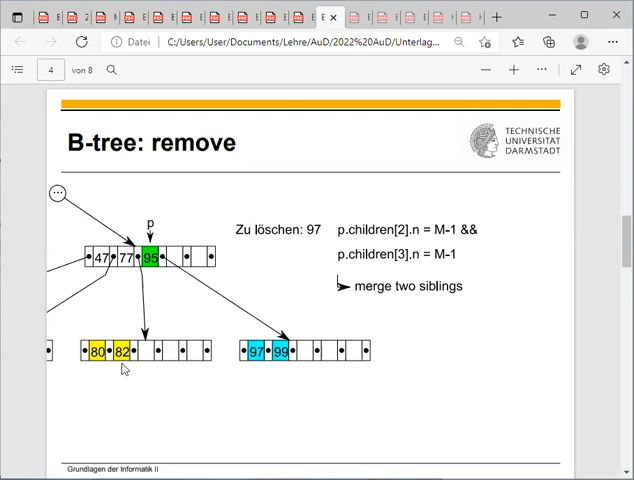 Datei C:/Users/User/Documents/Lehre/AuD/2022%20AuD/Unterlag...
4 von 8
B-tree: remove
TECHNISCHE
UNIVERSITÄT
DARMSTADT
...
p
Zu löschen: 97 p.children[2].n = M-1 &&
47 77 95 p.children[3].n = M-1
merge two siblings
80 82 97 99
Grundlagen der Informatik II